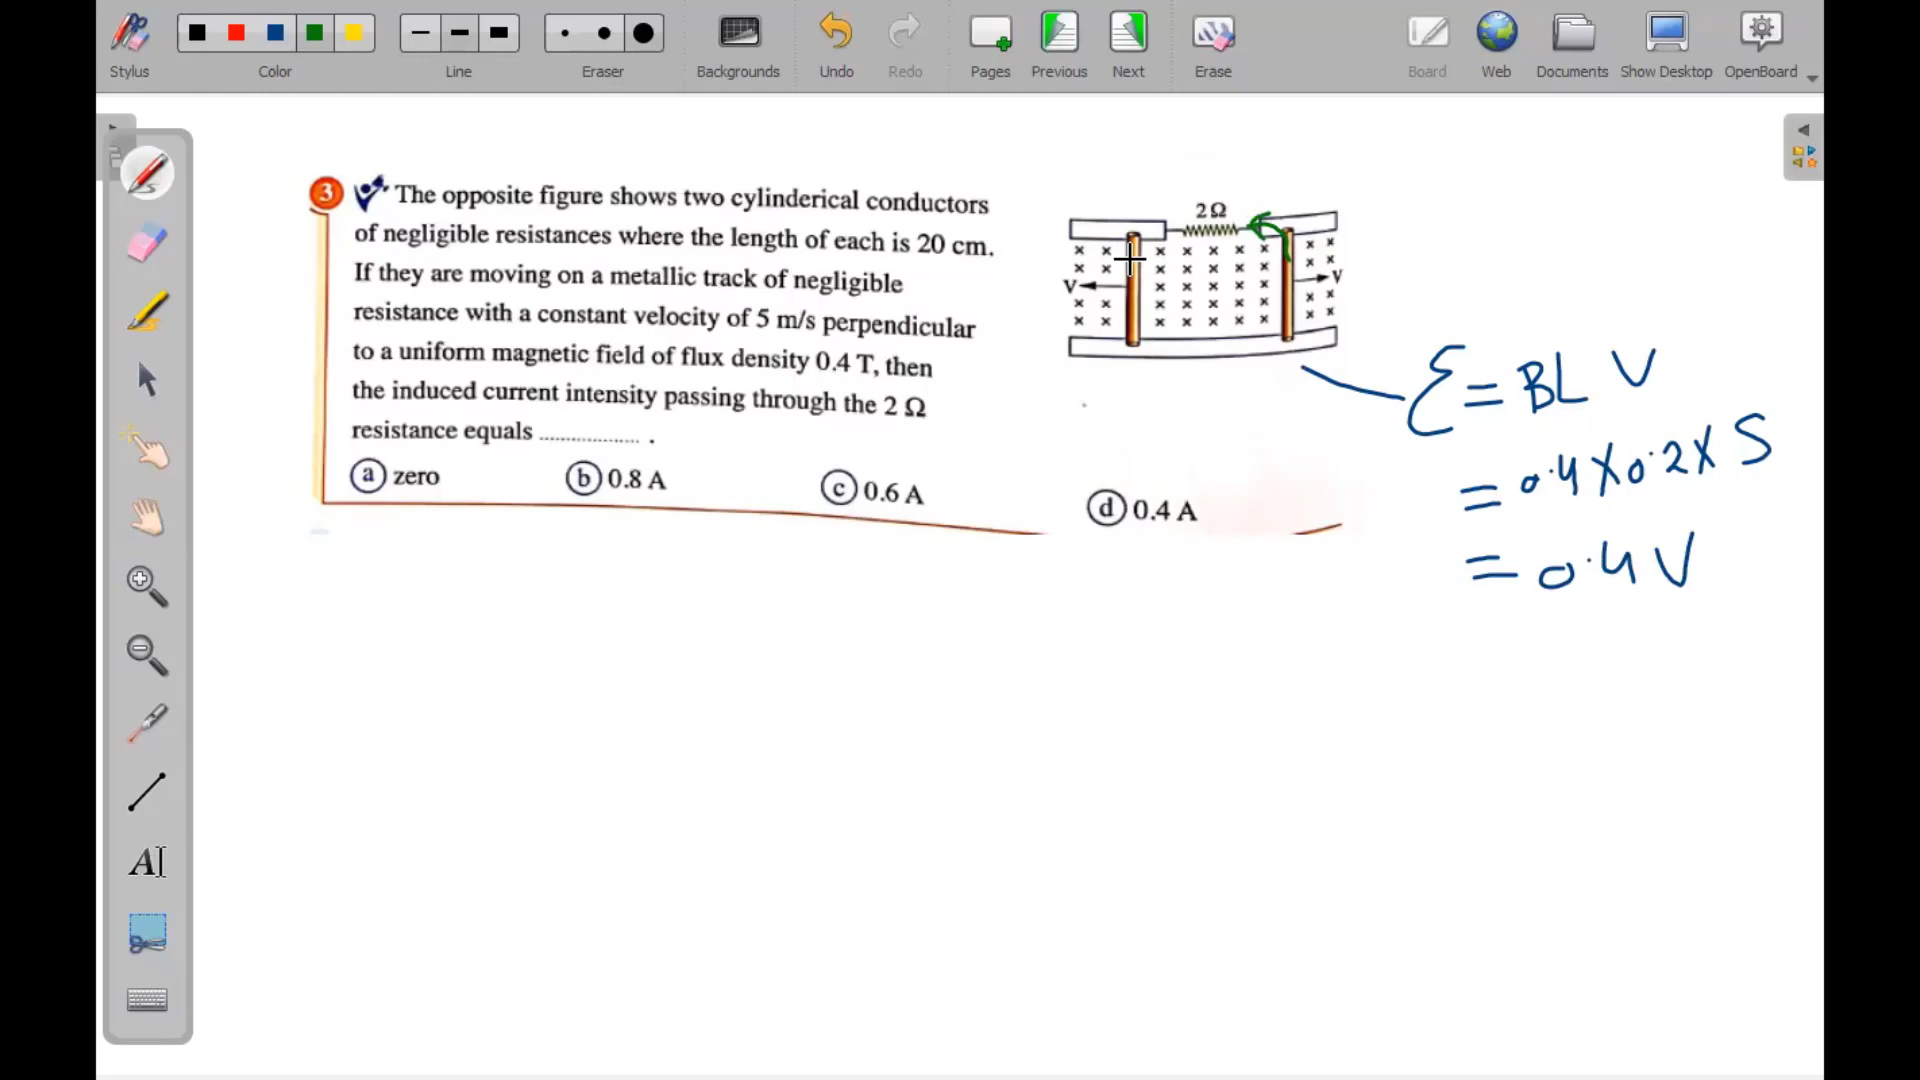 Stylus
Color
Line
Eraser
Backgrounds
Undo
Redo
Pages
Previous
Next
Erase
Board
Web
Documents
Show Desktop
OpenBoard
3 The opposite figure shows two cylinderical conductors
of negligible resistances where the length of each is 20 cm.
If they are moving on a metallic track of negligible
resistance with a constant velocity of 5 m/s perpendicular
to a uniform magnetic field of flux density 0.4 T, then
the induced current intensity passing through the 2 Ω
resistance equals .................. .
a zero
b 0.8 A
c 0.6 A
d 0.4 A
2 Ω
V
V
Ɛ = BLV
= 0.4 X 0.2 X 5
= 0.4 V